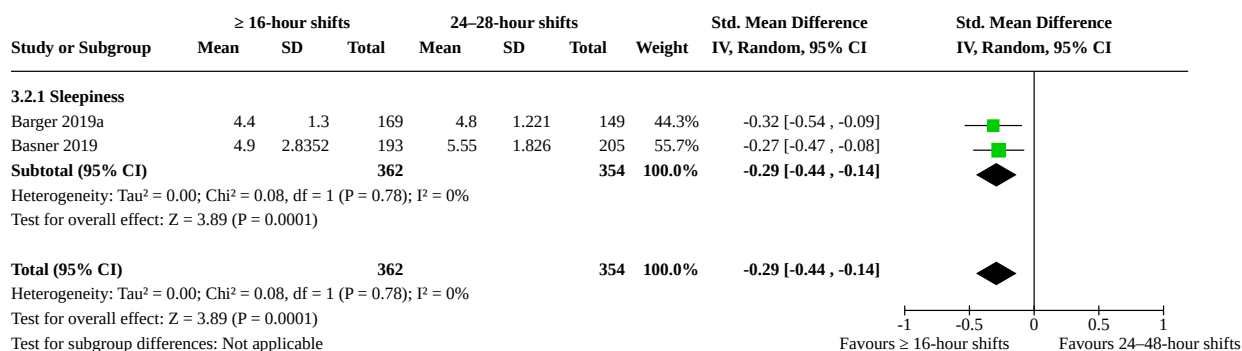 ≥ 16-hour shifts 24–28-hour shifts Std. Mean Difference Std. Mean Difference
Study or Subgroup Mean SD Total Mean SD Total Weight IV, Random, 95% CI IV, Random, 95% CI
3.2.1 Sleepiness
Barger 2019a 4.4 1.3 169 4.8 1.221 149 44.3% -0.32 [-0.54 , -0.09]
Basner 2019 4.9 2.8352 193 5.55 1.826 205 55.7% -0.27 [-0.47 , -0.08]
Subtotal (95% CI) 362 354 100.0% -0.29 [-0.44 , -0.14]
Heterogeneity: Tau² = 0.00; Chi² = 0.08, df = 1 (P = 0.78); I² = 0%
Test for overall effect: Z = 3.89 (P = 0.0001)
Total (95% CI) 362 354 100.0% -0.29 [-0.44 , -0.14]
Heterogeneity: Tau² = 0.00; Chi² = 0.08, df = 1 (P = 0.78); I² = 0%
Test for overall effect: Z = 3.89 (P = 0.0001)
-1 -0.5 0 0.5 1
Test for subgroup differences: Not applicable Favours ≥ 16-hour shifts Favours 24–48-hour shifts